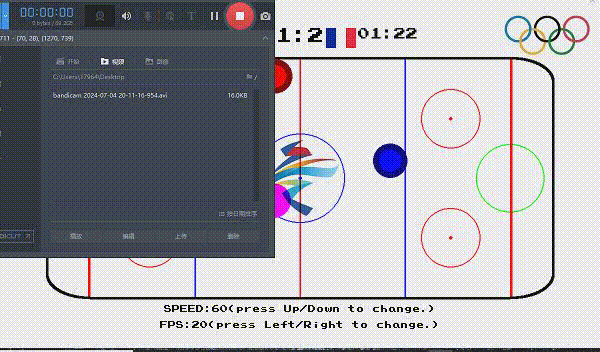 00:00:00
0 bytes / 69.2GB
711 - (70, 28), (1270, 739)
1:2 01:22
开始 视频 图像
C:\Users\17964\Desktop
bandicam 2024-07-04 20-11-16-954.avi 16.0KB
按日期排序
播放 编辑 上传 删除
SPEED:60(press Up/Down to change.)
FPS:20(press Left/Right to change.)